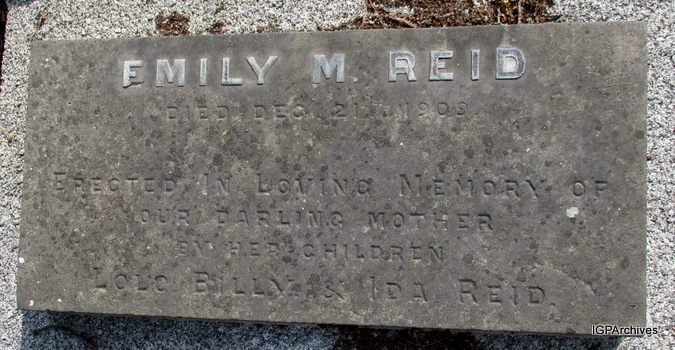 EMILY M. REID
DIED DEC. 21, 1909
ERECTED IN LOVING MEMORY OF
OUR DARLING MOTHER
BY HER CHILDREN
LOLO BILLY & IDA REID.
IGPArchives